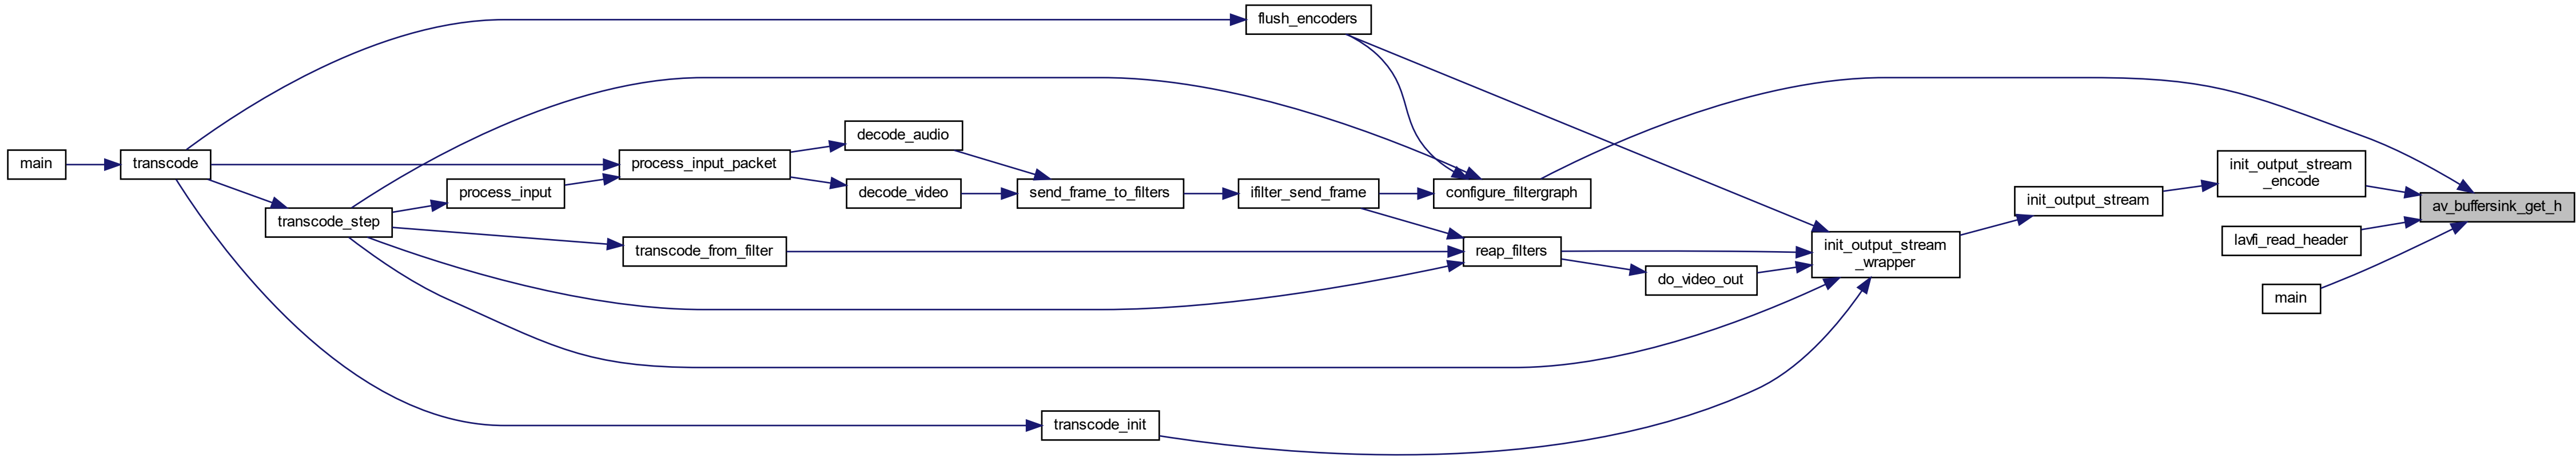 flush_encoders
decode_audio
main
transcode
process_input_packet
process_input
decode_video
send_frame_to_filters
ifilter_send_frame
configure_filtergraph
init_output_stream
_encode
init_output_stream
av_buffersink_get_h
transcode_step
transcode_from_filter
reap_filters
init_output_stream
_wrapper
lavfi_read_header
do_video_out
main
transcode_init